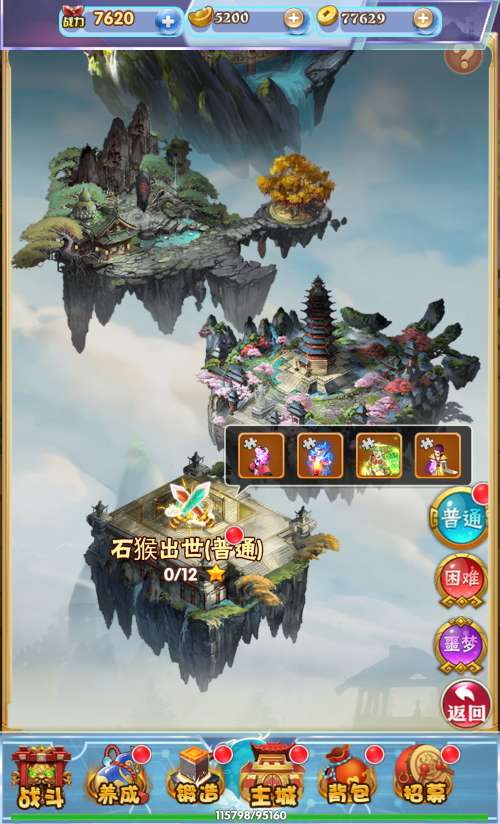 战力 7620
5200
77629
?
普通
石猴出世(普通)
0/12
困难
噩梦
返回
战斗
养成
锻造
主城
背包
招募
115798/95160